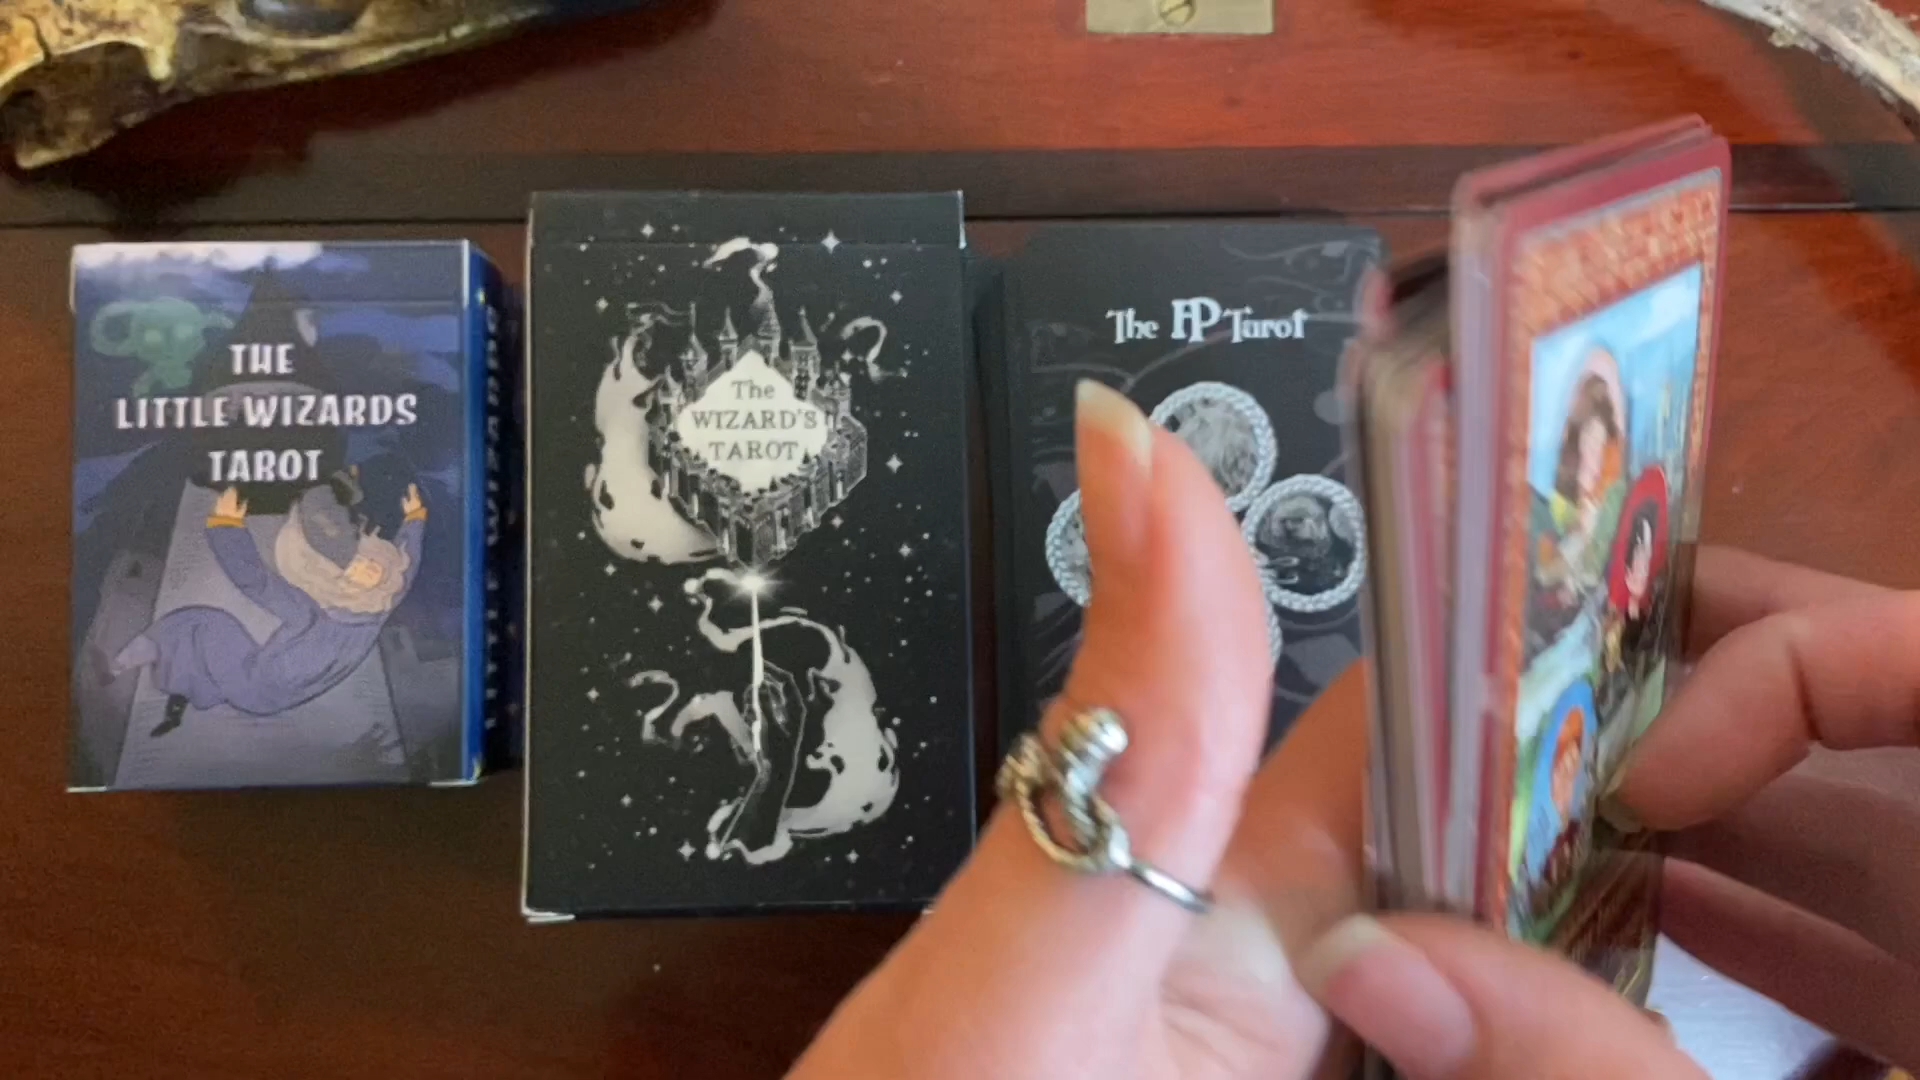 THE
LITTLE WIZARDS
TAROT
The
WIZARD'S
TAROT
The HP Tarot